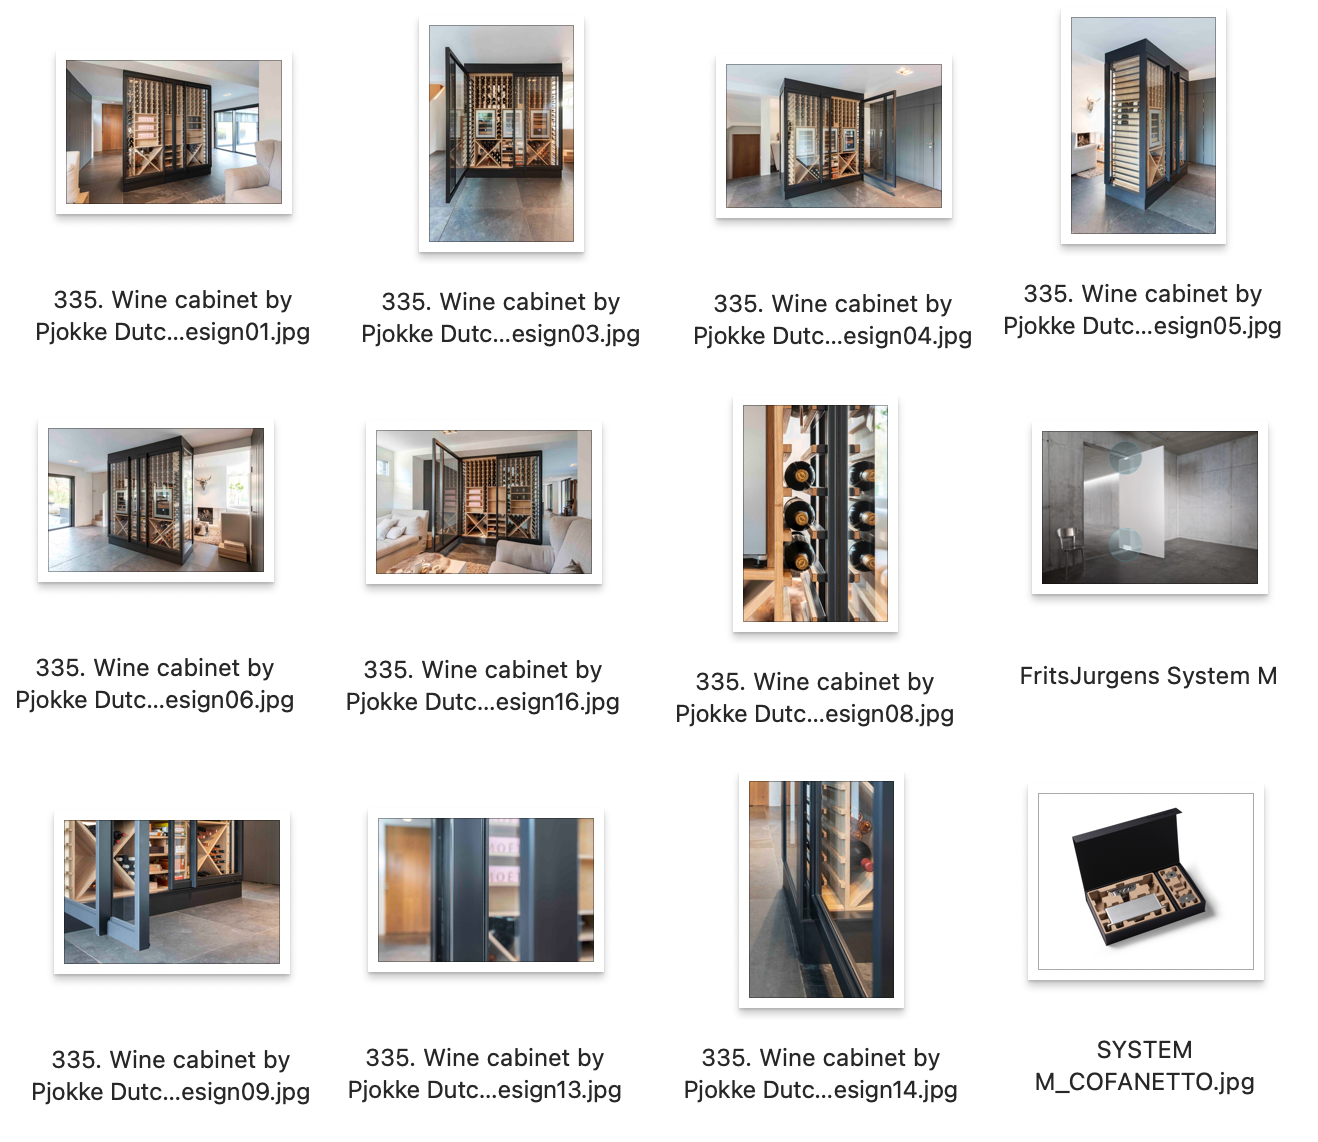 335. Wine cabinet by
Pjokke Dutc...esign01.jpg
335. Wine cabinet by
Pjokke Dutc...esign03.jpg
335. Wine cabinet by
Pjokke Dutc...esign04.jpg
335. Wine cabinet by
Pjokke Dutc...esign05.jpg
335. Wine cabinet by
Pjokke Dutc...esign06.jpg
335. Wine cabinet by
Pjokke Dutc...esign16.jpg
335. Wine cabinet by
Pjokke Dutc...esign08.jpg
FritsJurgens System M
MOËT
MOËT
335. Wine cabinet by
Pjokke Dutc...esign09.jpg
335. Wine cabinet by
Pjokke Dutc...esign13.jpg
335. Wine cabinet by
Pjokke Dutc...esign14.jpg
SYSTEM
M_COFANETTO.jpg